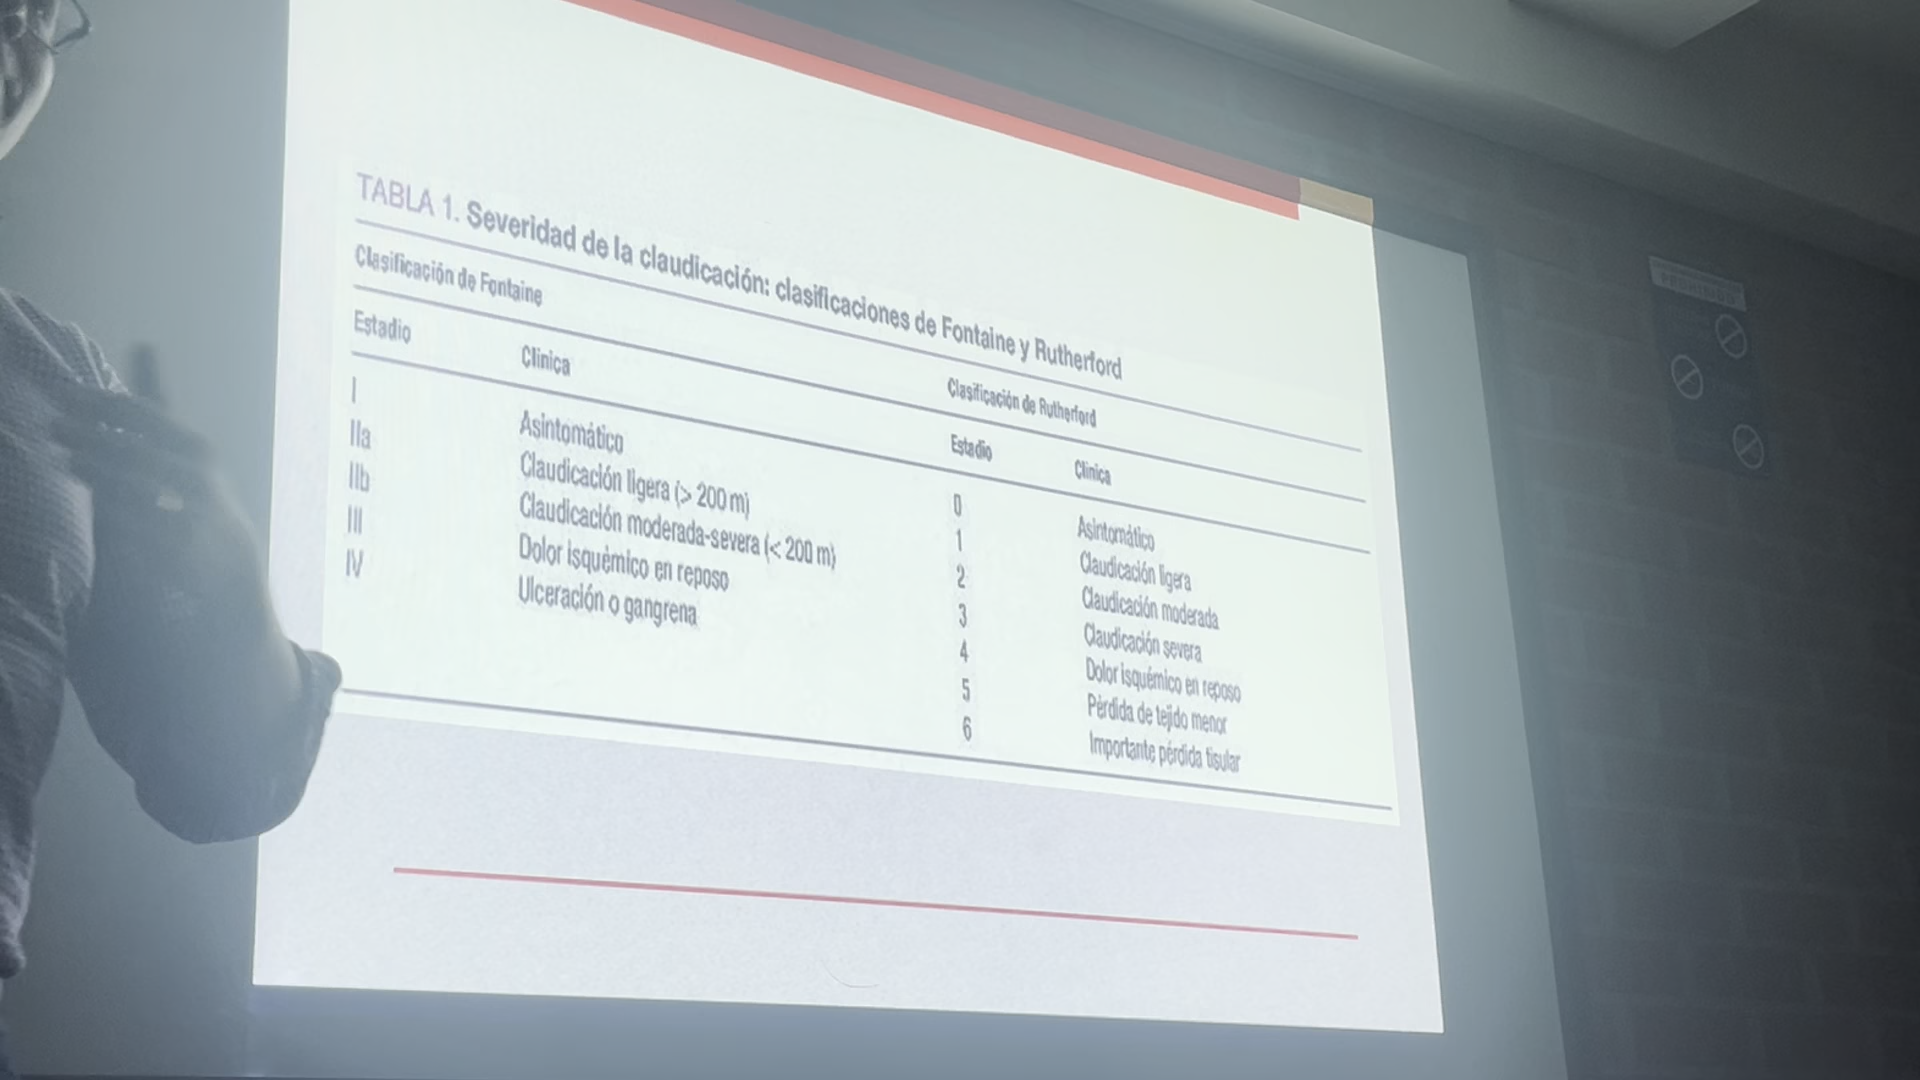 TABLA 1. Severidad de la claudicación: clasificaciones de Fontaine y Rutherford
Clasificación de Fontaine
Clasificación de Rutherford
Estadio
Clínica
Estadio
Clínica
I
Asintomático
0
Asintomático
IIa
Claudicación ligera (> 200 m)
1
Claudicación ligera
IIb
Claudicación moderada-severa (< 200 m)
2
Claudicación moderada
III
Dolor isquémico en reposo
3
Claudicación severa
IV
Ulceración o gangrena
4
Dolor isquémico en reposo
5
Pérdida de tejido menor
6
Importante pérdida tisular